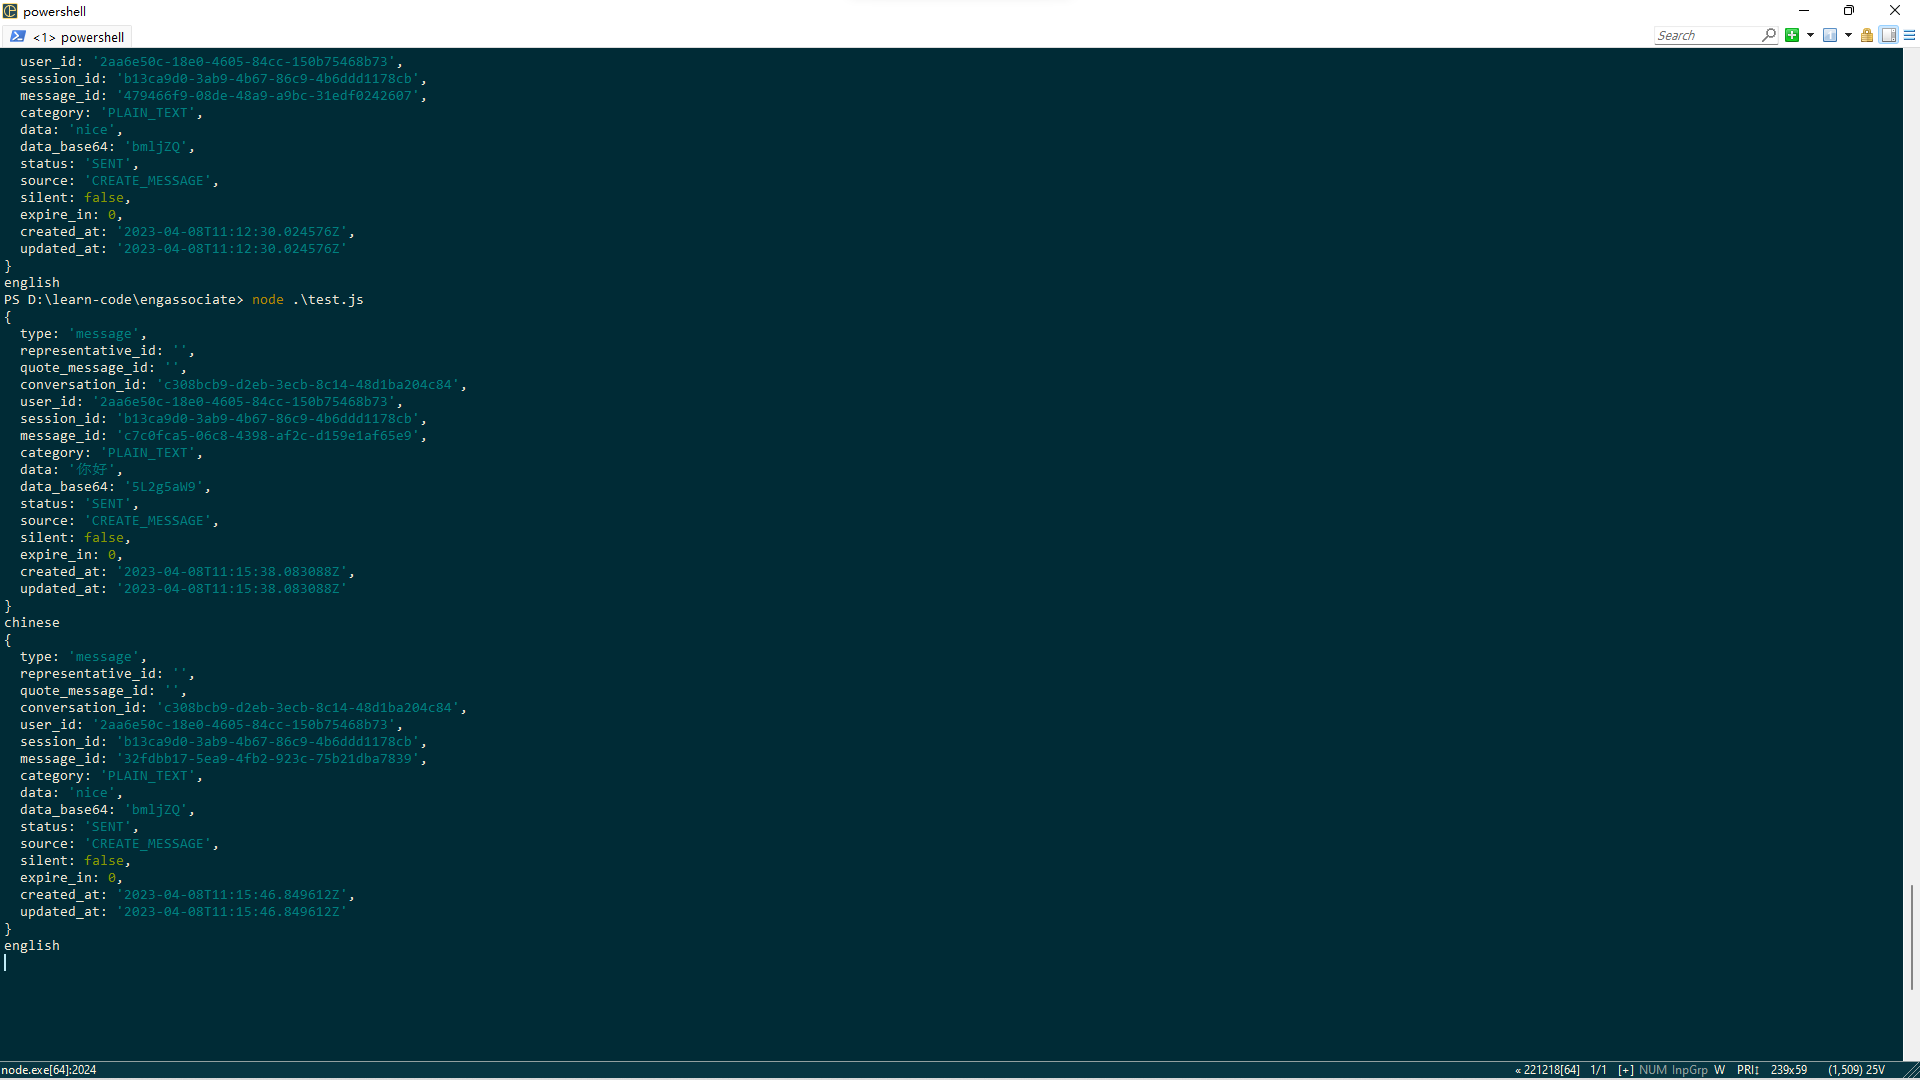 powershell
<1> powershell
Search
user_id: '2aa6e50c-18e0-4605-84cc-150b75468b73',
session_id: 'b13ca9d0-3ab9-4b67-86c9-4b6ddd1178cb',
message_id: '479466f9-08de-48a9-a9bc-31edf0242607',
category: 'PLAIN_TEXT',
data: 'nice',
data_base64: 'bmljZQ',
status: 'SENT',
source: 'CREATE_MESSAGE',
silent: false,
expire_in: 0,
created_at: '2023-04-08T11:12:30.024576Z',
updated_at: '2023-04-08T11:12:30.024576Z'
}
english
PS D:\learn-code\engassociate> node .\test.js
{
type: 'message',
representative_id: '',
quote_message_id: '',
conversation_id: 'c308bcb9-d2eb-3ecb-8c14-48d1ba204c84',
user_id: '2aa6e50c-18e0-4605-84cc-150b75468b73',
session_id: 'b13ca9d0-3ab9-4b67-86c9-4b6ddd1178cb',
message_id: 'c7c0fca5-06c8-4398-af2c-d159e1af65e9',
category: 'PLAIN_TEXT',
data: '你好',
data_base64: '5L2g5aW9',
status: 'SENT',
source: 'CREATE_MESSAGE',
silent: false,
expire_in: 0,
created_at: '2023-04-08T11:15:38.083088Z',
updated_at: '2023-04-08T11:15:38.083088Z'
}
chinese
{
type: 'message',
representative_id: '',
quote_message_id: '',
conversation_id: 'c308bcb9-d2eb-3ecb-8c14-48d1ba204c84',
user_id: '2aa6e50c-18e0-4605-84cc-150b75468b73',
session_id: 'b13ca9d0-3ab9-4b67-86c9-4b6ddd1178cb',
message_id: '32fdbb17-5ea9-4fb2-923c-75b21dba7839',
category: 'PLAIN_TEXT',
data: 'nice',
data_base64: 'bmljZQ',
status: 'SENT',
source: 'CREATE_MESSAGE',
silent: false,
expire_in: 0,
created_at: '2023-04-08T11:15:46.849612Z',
updated_at: '2023-04-08T11:15:46.849612Z'
}
english
node.exe[64]:2024 « 221218[64] 1/1 [+] NUM InpGrp W PRI↕ 239x59 (1,509) 25V